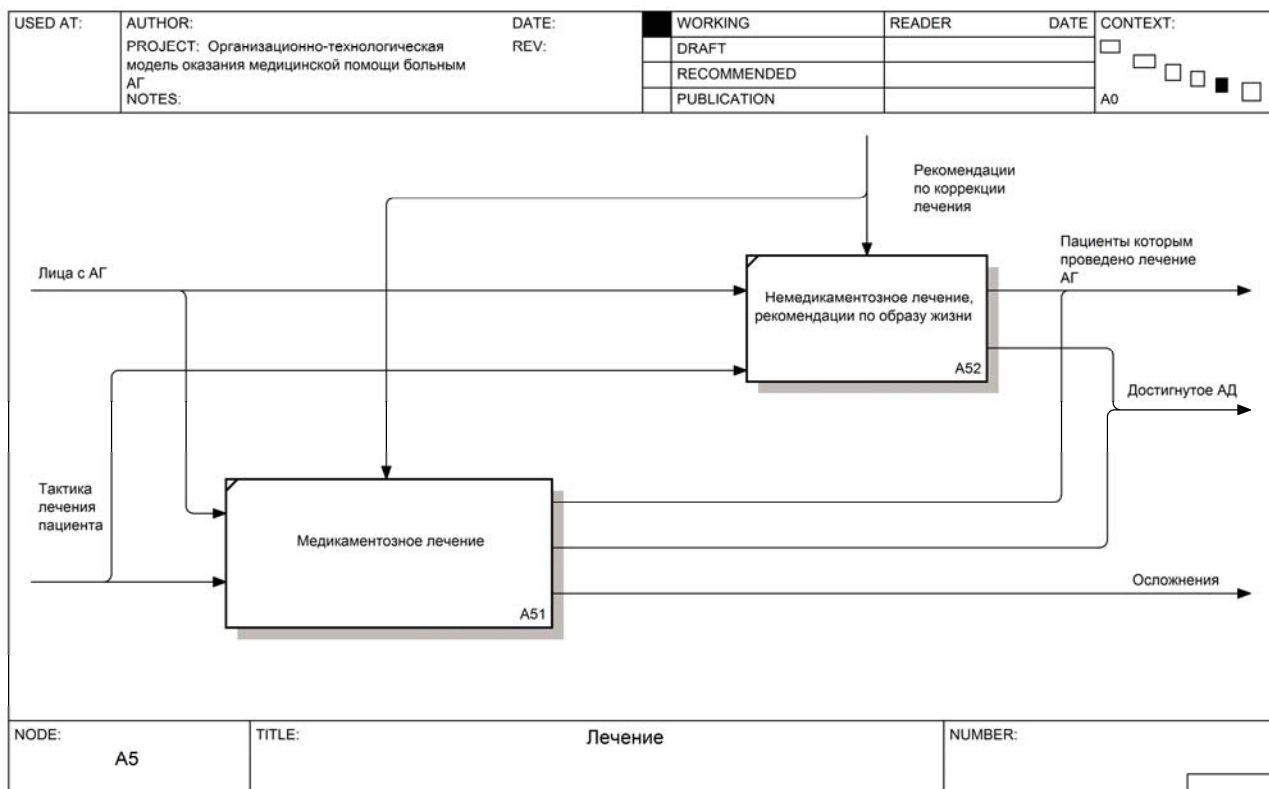 USED AT:
AUTHOR:
DATE:
PROJECT: Организационно-технологическая
модель оказания медицинской помощи больным
АГ
REV:
NOTES:
WORKING
DRAFT
RECOMMENDED
PUBLICATION
READER
DATE
CONTEXT:
A0
Рекомендации
по коррекции
лечения
Пациенты которым
проведено лечение
АГ
Лица с АГ
Немедикаментозное лечение,
рекомендации по образу жизни
A52
Достигнутое АД
Тактика
лечения
пациента
Медикаментозное лечение
A51
Осложнения
NODE:
A5
TITLE:
Лечение
NUMBER: